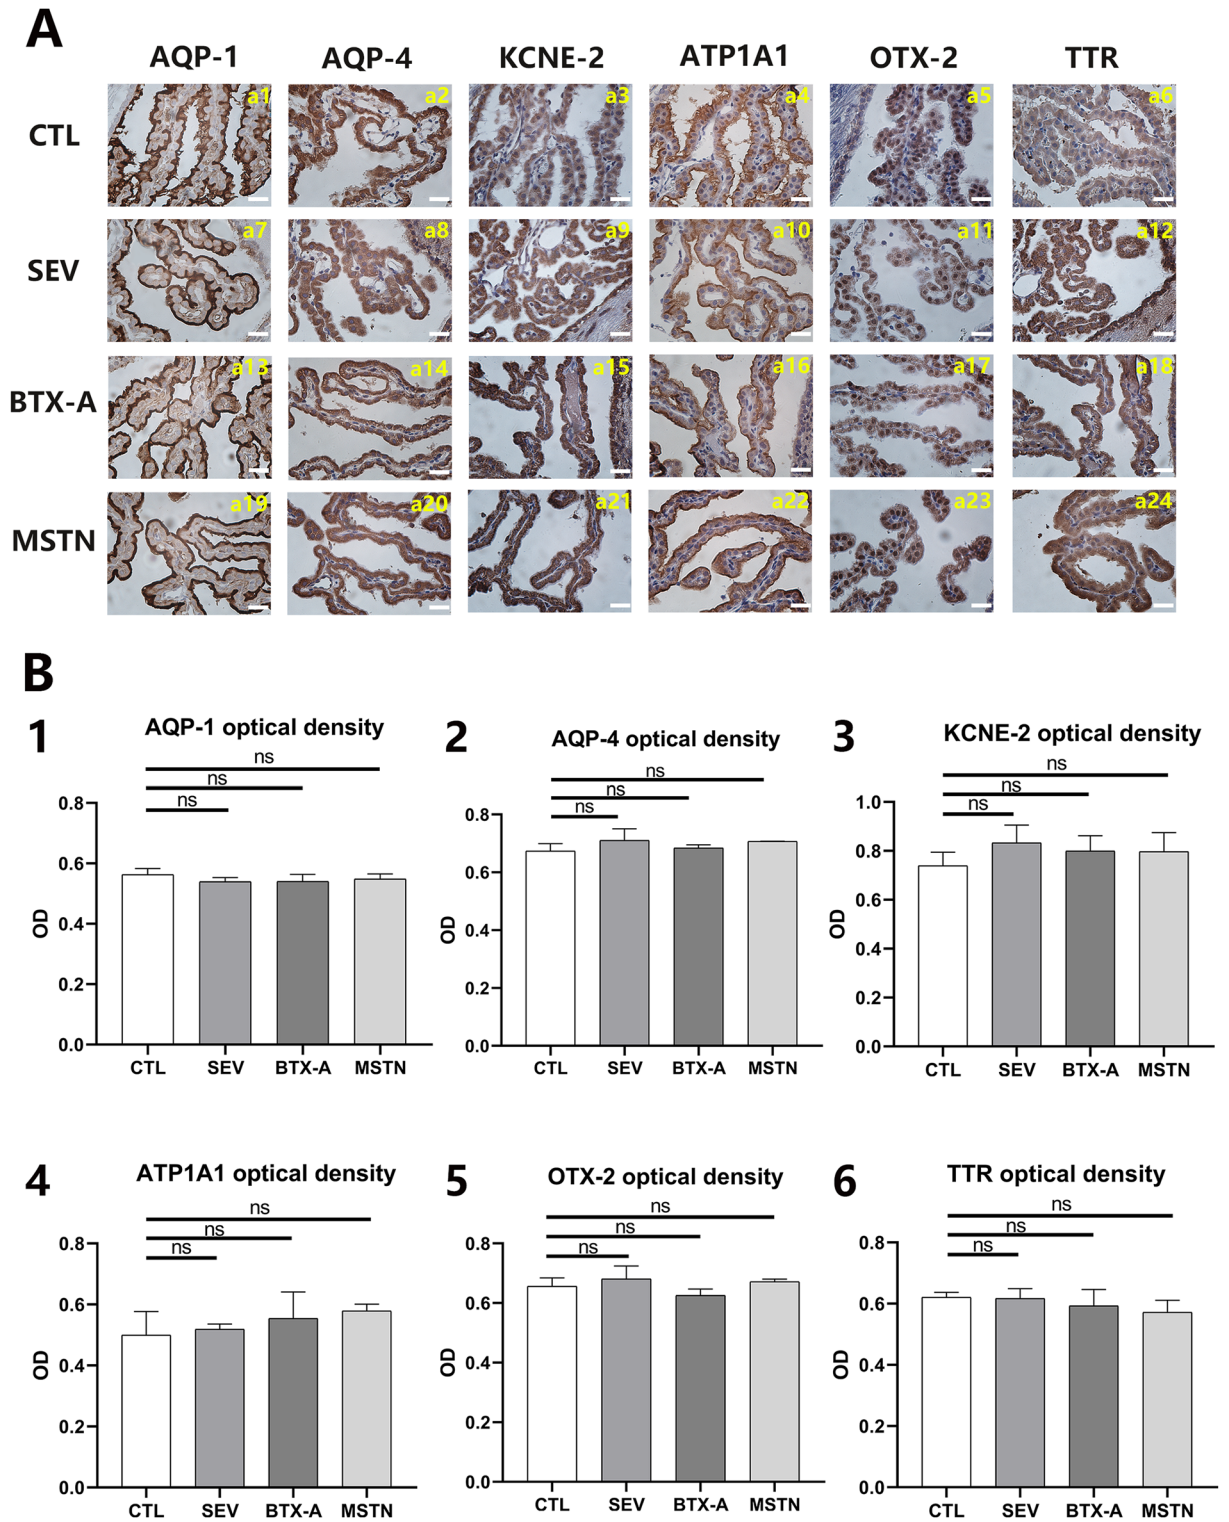 A
AQP-1 AQP-4 KCNE-2 ATP1A1 OTX-2 TTR
CTL a1 a2 a3 a4 a5 a6
SEV a7 a8 a9 a10 a11 a12
BTX-A a13 a14 a15 a16 a17 a18
MSTN a19 a20 a21 a22 a23 a24
B
1 AQP-1 optical density
ns
ns
ns
0.8
0.6
0.4
0.2
0.0
OD
CTL SEV BTX-A MSTN
2 AQP-4 optical density
ns
ns
ns
0.8
0.6
0.4
0.2
0.0
OD
CTL SEV BTX-A MSTN
3 KCNE-2 optical density
ns
ns
ns
1.0
0.8
0.6
0.4
0.2
0.0
OD
CTL SEV BTX-A MSTN
4 ATP1A1 optical density
ns
ns
ns
0.8
0.6
0.4
0.2
0.0
OD
CTL SEV BTX-A MSTN
5 OTX-2 optical density
ns
ns
ns
0.8
0.6
0.4
0.2
0.0
OD
CTL SEV BTX-A MSTN
6 TTR optical density
ns
ns
ns
0.8
0.6
0.4
0.2
0.0
OD
CTL SEV BTX-A MSTN